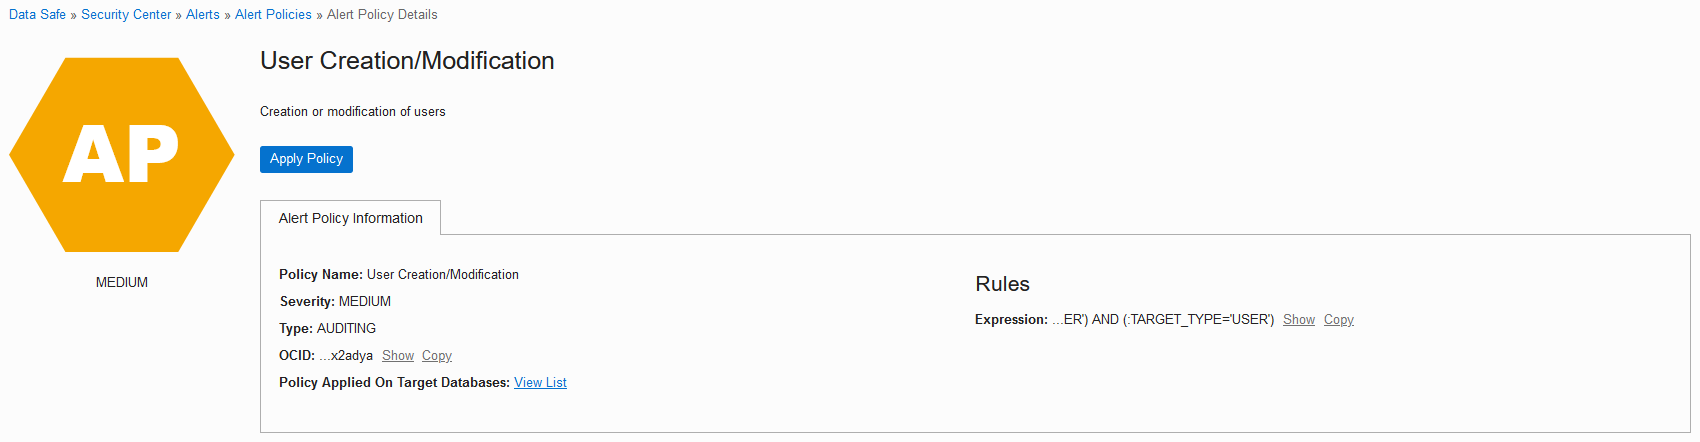 Data Safe » Security Center » Alerts » Alert Policies » Alert Policy Details
AP
MEDIUM
User Creation/Modification
Creation or modification of users
Apply Policy
Alert Policy Information
Policy Name: User Creation/Modification
Severity: MEDIUM
Type: AUDITING
OCID: ...x2adya Show Copy
Policy Applied On Target Databases: View List
Rules
Expression: ...ER') AND (:TARGET_TYPE='USER') Show Copy